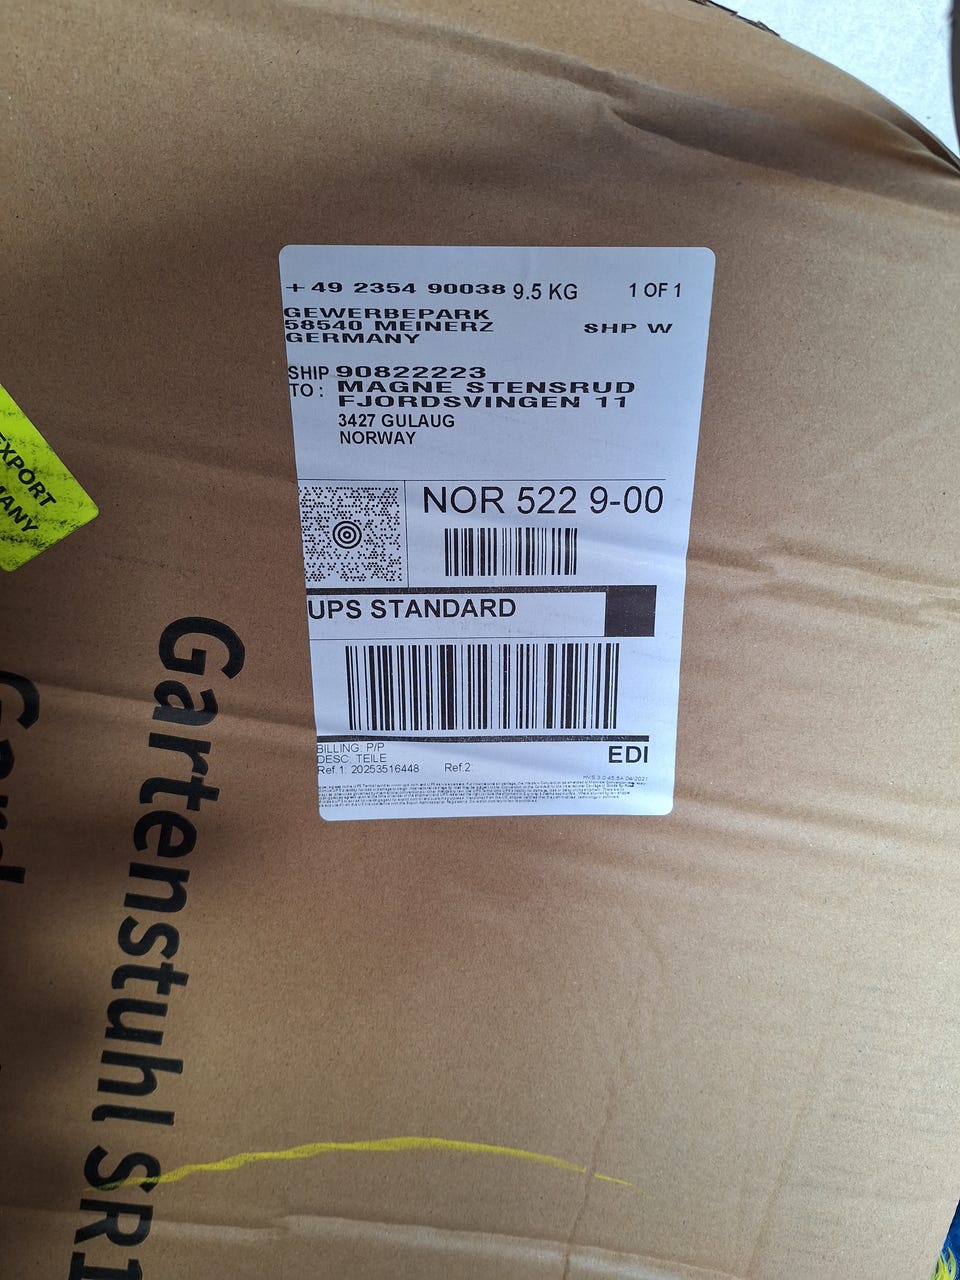 + 49 2354 90038 9.5 KG 1 OF 1
GEWERBEPARK
58540 MEINERZ SHP W
GERMANY
SHIP 90822223
TO : MAGNE STENSRUD
FJORDSVINGEN 11
3427 GULAUG
NORWAY
NOR 522 9-00
UPS STANDARD
BILLING: P/P
DESC: TEILE
Ref.1: 20253516448 Ref.2:
EDI
EXPORT
Gartenstuhl SR1